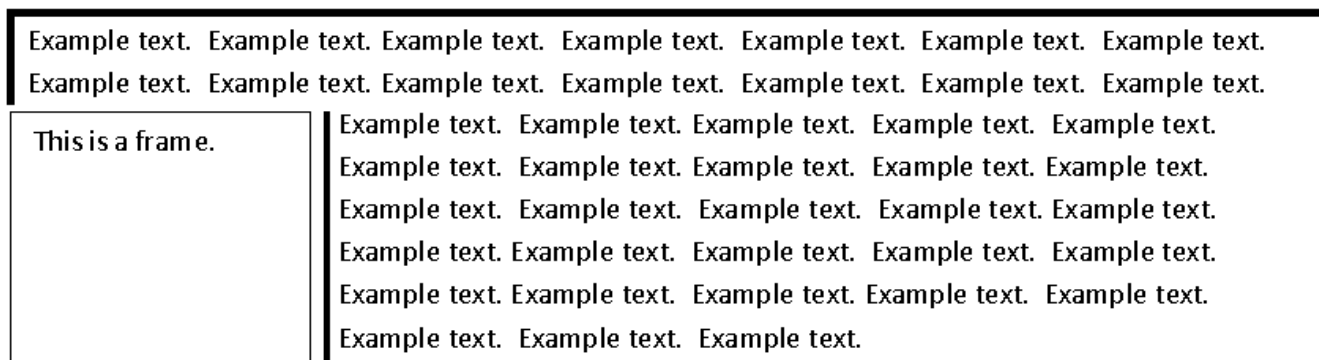 Example text.  Example text. Example text.  Example text.  Example text.  Example text.  Example text.
Example text.  Example text. Example text.  Example text.  Example text.  Example text.  Example text.
This is a frame.
Example text.  Example text. Example text.  Example text.  Example text.
Example text.  Example text. Example text.  Example text. Example text.
Example text.  Example text.  Example text.  Example text. Example text.
Example text. Example text.  Example text.  Example text.  Example text.
Example text. Example text.  Example text. Example text.  Example text.
Example text.  Example text.  Example text.